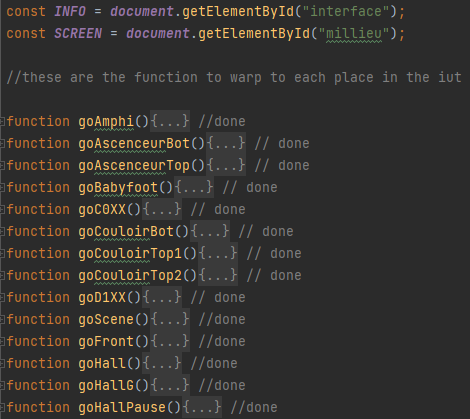 const INFO = document.getElementById("interface");
const SCREEN = document.getElementById("millieu");
//these are the function to warp to each place in the iut
function goAmphi(){...} //done
function goAscenceurBot(){...} // done
function goAscenceurTop(){...} // done
function goBabyfoot(){...} // done
function goC0XX(){...} // done
function goCouloirBot(){...} // done
function goCouloirTop1(){...} // done
function goCouloirTop2(){...} // done
function goD1XX(){...} // done
function goScene(){...} //done
function goFront(){...} //done
function goHall(){...} //done
function goHallG(){...} //done
function goHallPause(){...} //done